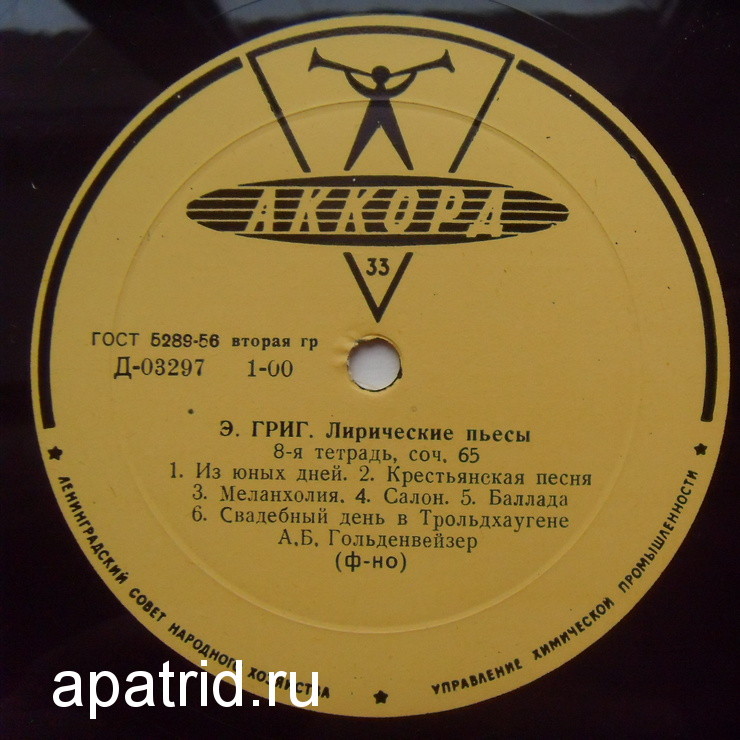 АККОРД
33
ГОСТ 5289-56 вторая гр
Д-03297 1-00
Э. ГРИГ. Лирические пьесы
8-я тетрадь, соч. 65
1. Из юных дней. 2. Крестьянская песня
3. Меланхолия. 4. Салон. 5. Баллада
6. Свадебный день в Трольдхаугене
А.Б. Гольденвейзер
(ф-но)
★ ЛЕНИНГРАДСКИЙ СОВЕТ НАРОДНОГО ХОЗЯЙСТВА ★ УПРАВЛЕНИЕ ХИМИЧЕСКОЙ ПРОМЫШЛЕННОСТИ ★
apatrid.ru